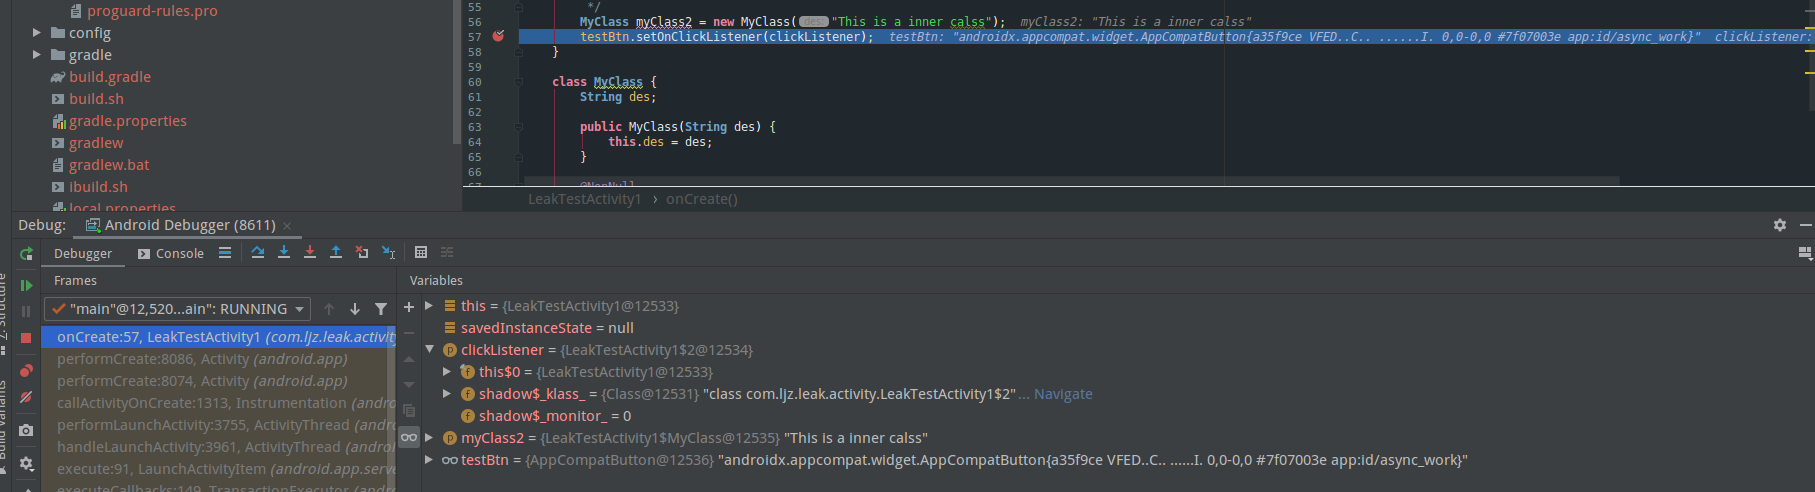 proguard-rules.pro
config
gradle
build.gradle
build.sh
gradle.properties
gradlew
gradlew.bat
ibuild.sh
local.properties
55 */
56 MyClass myClass2 = new MyClass( des: "This is a inner calss"); myClass2: "This is a inner calss"
57 testBtn.setOnClickListener(clickListener); testBtn: "androidx.appcompat.widget.AppCompatButton{a35f9ce VFED..C.. ......I. 0,0-0,0 #7f07003e app:id/async_work}" clickListener:
58 }
59
60 class MyClass {
61 String des;
62
63 public MyClass(String des) {
64 this.des = des;
65 }
66
67 @NonNull
LeakTestActivity1 › onCreate()
Debug: Android Debugger (8611) ×
Debugger Console
Frames
"main"@12,520...ain": RUNNING
onCreate:57, LeakTestActivity1 (com.ljz.leak.activity
performCreate:8086, Activity (android.app)
performCreate:8074, Activity (android.app)
callActivityOnCreate:1313, Instrumentation (andro
performLaunchActivity:3755, ActivityThread (andro
handleLaunchActivity:3961, ActivityThread (androi
execute:91, LaunchActivityItem (android.app.serve
executeCallbacks:149, TransactionExecutor (andro
Variables
this = {LeakTestActivity1@12533}
savedInstanceState = null
clickListener = {LeakTestActivity1$2@12534}
this$0 = {LeakTestActivity1@12533}
shadow$_klass_ = {Class@12531} "class com.ljz.leak.activity.LeakTestActivity1$2"... Navigate
shadow$_monitor_ = 0
myClass2 = {LeakTestActivity1$MyClass@12535} "This is a inner calss"
testBtn = {AppCompatButton@12536} "androidx.appcompat.widget.AppCompatButton{a35f9ce VFED..C.. ......I. 0,0-0,0 #7f07003e app:id/async_work}"
Z: Structure
Build Variants